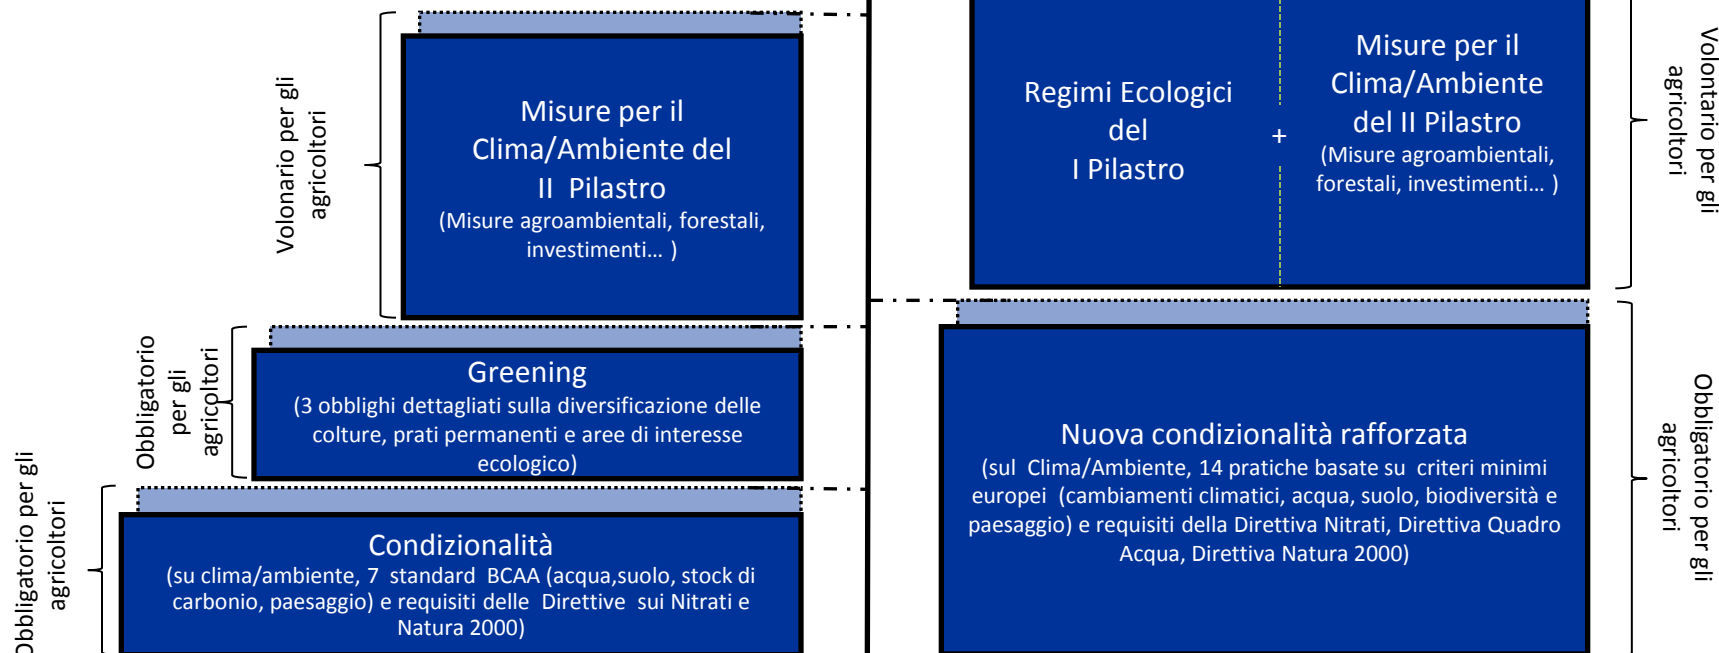 Volonario per gli
agricoltori
Misure per il
Clima/Ambiente del
II Pilastro
(Misure agroambientali, forestali,
investimenti... )
Obbligatorio
per gli
agricoltori
Greening
(3 obblighi dettagliati sulla diversificazione delle
colture, prati permanenti e aree di interesse
ecologico)
Obbligatorio per gli
agricoltori
Condizionalità
(su clima/ambiente, 7 standard BCAA (acqua,suolo, stock di
carbonio, paesaggio) e requisiti delle Direttive sui Nitrati e
Natura 2000)
Regimi Ecologici
del
I Pilastro
+
Misure per il
Clima/Ambiente
del II Pilastro
(Misure agroambientali,
forestali, investimenti... )
Volontario per gli
agricoltori
Nuova condizionalità rafforzata
(sul Clima/Ambiente, 14 pratiche basate su criteri minimi
europei (cambiamenti climatici, acqua, suolo, biodiversità e
paesaggio) e requisiti della Direttiva Nitrati, Direttiva Quadro
Acqua, Direttiva Natura 2000)
Obbligatorio per gli
agricoltori